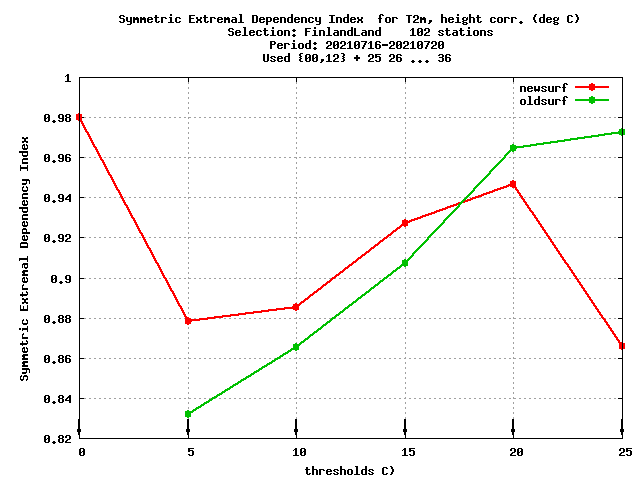 Symmetric Extremal Dependency Index  for T2m, height corr. (deg C)
Selection: FinlandLand    102 stations
Period: 20210716-20210720
Used {00,12} + 25 26 ... 36
newsurf
oldsurf
1
0.98
0.96
0.94
0.92
0.9
0.88
0.86
0.84
0.82
Symmetric Extremal Dependency Index
0 5 10 15 20 25
thresholds C)